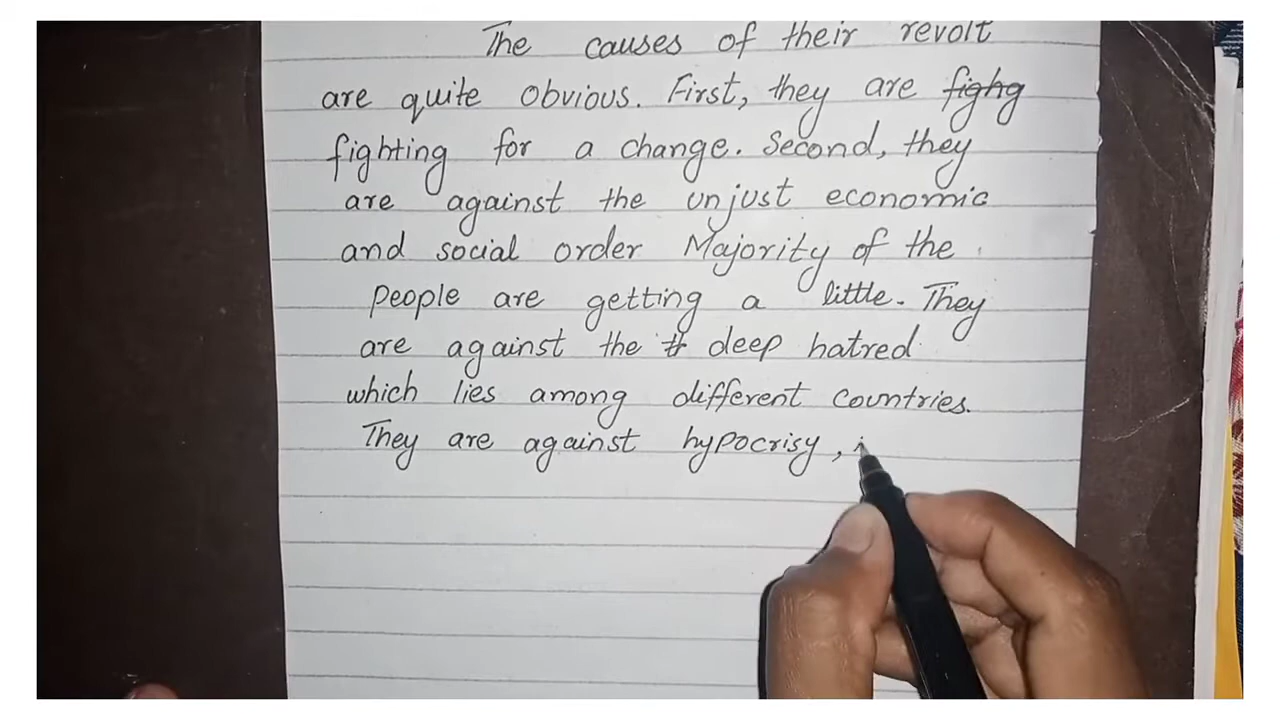 The causes of their revolt
are quite obvious. First, they are fighg
fighting for a change. Second, they
are against the unjust economic
and social order Majority of the
people are getting a little. They
are against the # deep hatred
which lies among different countries.
They are against hypocrisy, i